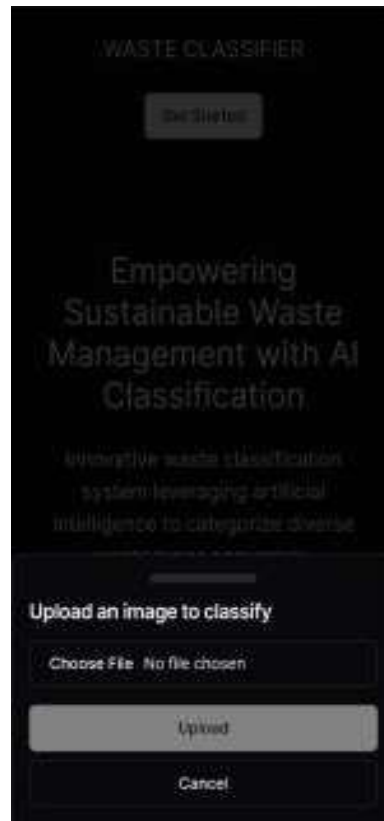 WASTE CLASSIFIER
Get Started
Empowering
Sustainable Waste
Management with AI
Classification
Innovative waste classification
system leveraging artificial
intelligence to categorize diverse
Upload an image to classify
Choose File No file chosen
Upload
Cancel